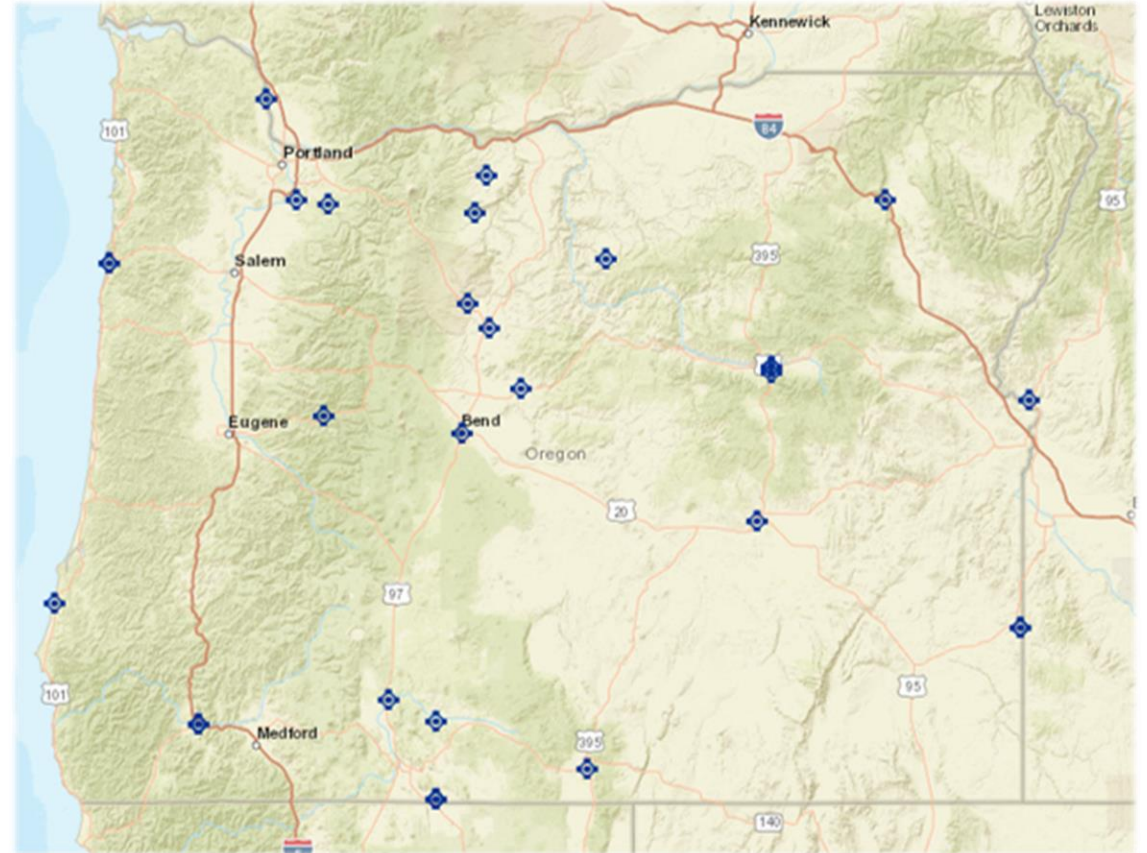 Kennewick
Lewiston
Orchards
101
84
Portland
95
395
Salem
Eugene
Bend
Oregon
20
97
101
95
Medford
395
140